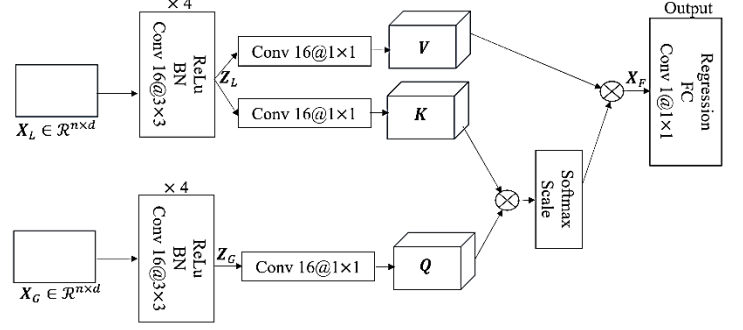 × 4
ReLu
BN
Conv 16@3×3
X_L ∈ ℛ^{n×d}
Z_L
Conv 16@1×1
V
Conv 16@1×1
K
× 4
ReLu
BN
Conv 16@3×3
X_G ∈ ℛ^{n×d}
Z_G
Conv 16@1×1
Q
Softmax
Scale
X_F
Output
Regression
FC
Conv 1@1×1